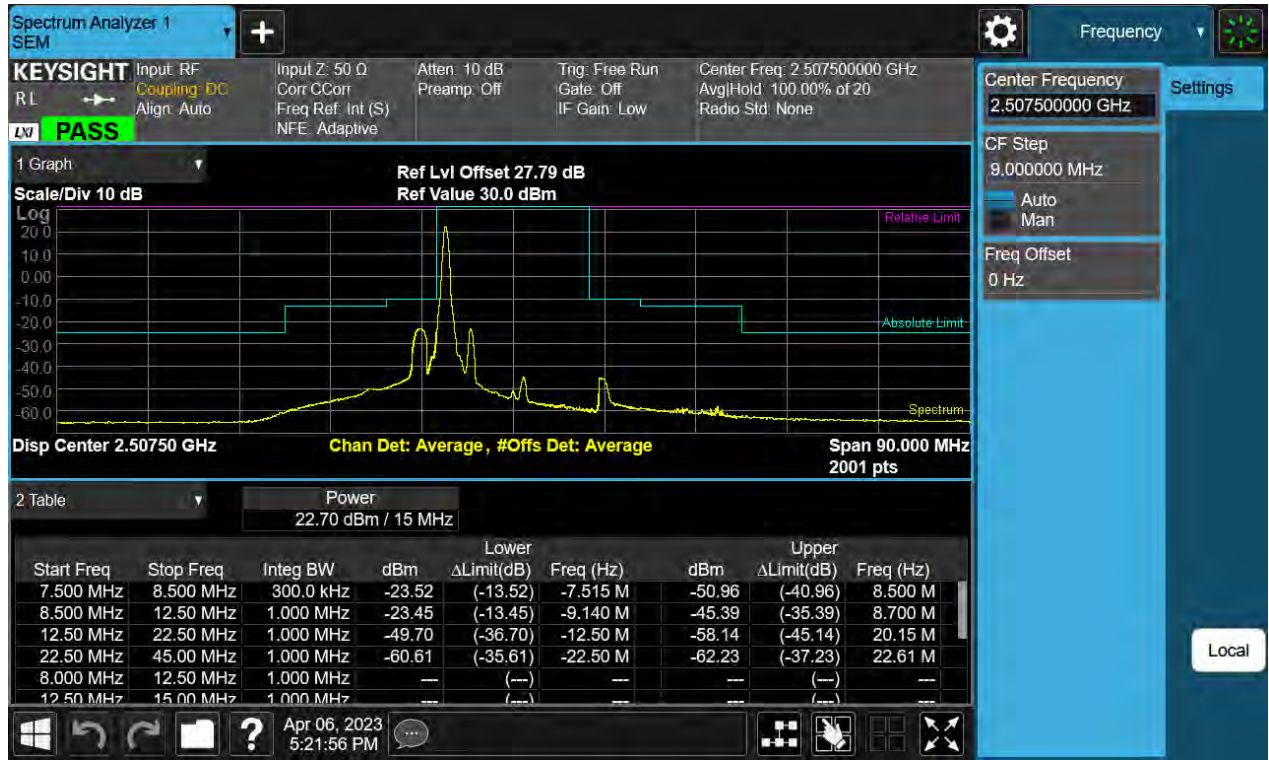 Spectrum Analyzer 1
SEM
+
Frequency
KEYSIGHT
RL
LXI
PASS
Input: RF
Coupling: DC
Align: Auto
Input Z: 50 Ω
Corr CCorr
Freq Ref: Int (S)
NFE: Adaptive
Atten: 10 dB
Preamp: Off
Trig: Free Run
Gate: Off
IF Gain: Low
Center Freq: 2.507500000 GHz
Avg|Hold: 100.00% of 20
Radio Std: None
Center Frequency
2.507500000 GHz
Settings
CF Step
9.000000 MHz
Auto
Man
Freq Offset
0 Hz
Local
1 Graph
Scale/Div 10 dB
Ref Lvl Offset 27.79 dB
Ref Value 30.0 dBm
Log
20.0
10.0
0.00
-10.0
-20.0
-30.0
-40.0
-50.0
-60.0
Relative Limit
Absolute Limit
Spectrum
Disp Center 2.50750 GHz
Chan Det: Average, #Offs Det: Average
Span 90.000 MHz
2001 pts
2 Table
Power
22.70 dBm / 15 MHz
Lower Upper
Start Freq Stop Freq Integ BW dBm ΔLimit(dB) Freq (Hz) dBm ΔLimit(dB) Freq (Hz)
7.500 MHz 8.500 MHz 300.0 kHz -23.52 (-13.52) -7.515 M -50.96 (-40.96) 8.500 M
8.500 MHz 12.50 MHz 1.000 MHz -23.45 (-13.45) -9.140 M -45.39 (-35.39) 8.700 M
12.50 MHz 22.50 MHz 1.000 MHz -49.70 (-36.70) -12.50 M -58.14 (-45.14) 20.15 M
22.50 MHz 45.00 MHz 1.000 MHz -60.61 (-35.61) -22.50 M -62.23 (-37.23) 22.61 M
8.000 MHz 12.50 MHz 1.000 MHz --- (---) --- --- (---) ---
12.50 MHz 15.00 MHz 1.000 MHz --- (---) --- --- (---) ---
?
Apr 06, 2023
5:21:56 PM